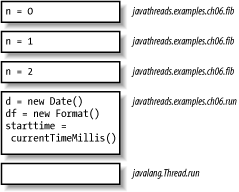 n = 0 javathreads.examples.ch06.fib
n = 1 javathreads.examples.ch06.fib
n = 2 javathreads.examples.ch06.fib
d = new Date() javathreads.examples.ch06.run
df = new Format()
starttime =
currentTimeMillis()
javalang.Thread.run